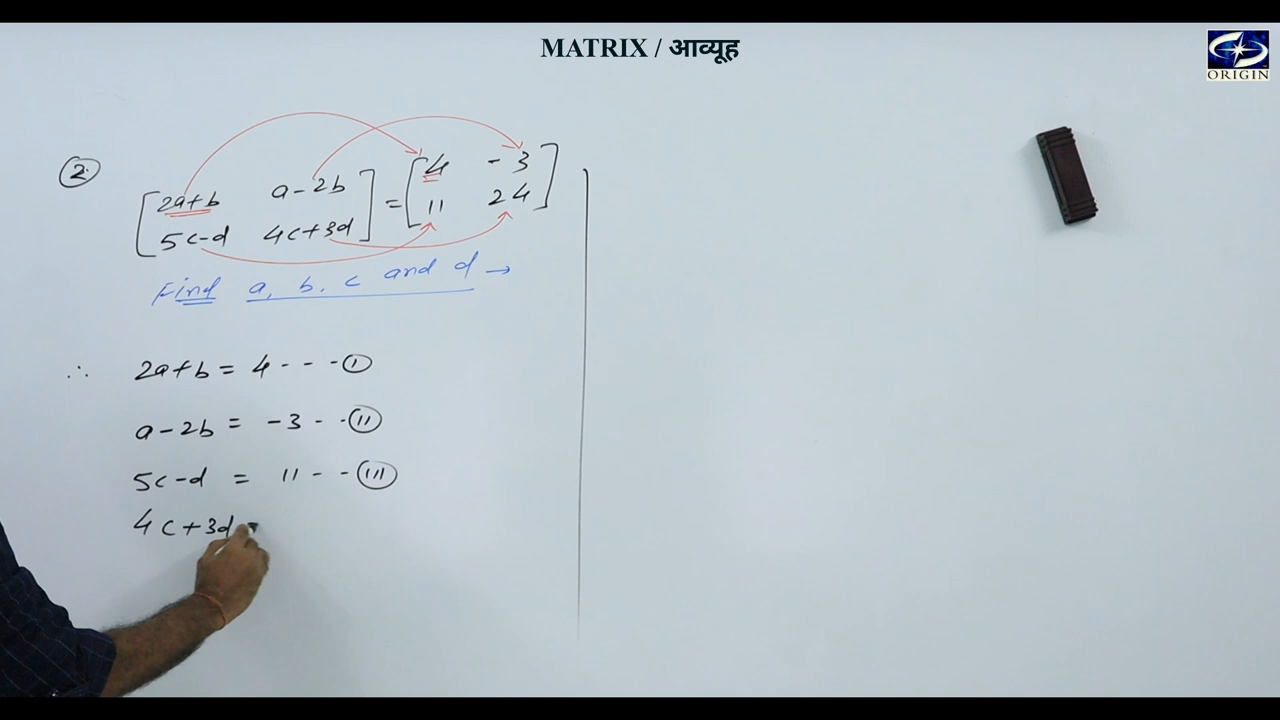 MATRIX / आव्यूह
ORIGIN
2.
[2a+b a-2b] = [4 -3]
[5c-d 4c+3d] [11 24]
Find a, b, c and d →
∴ 2a+b = 4 - - - (I)
a-2b = -3 - - (II)
5c-d = 11 - - (III)
4c+3d